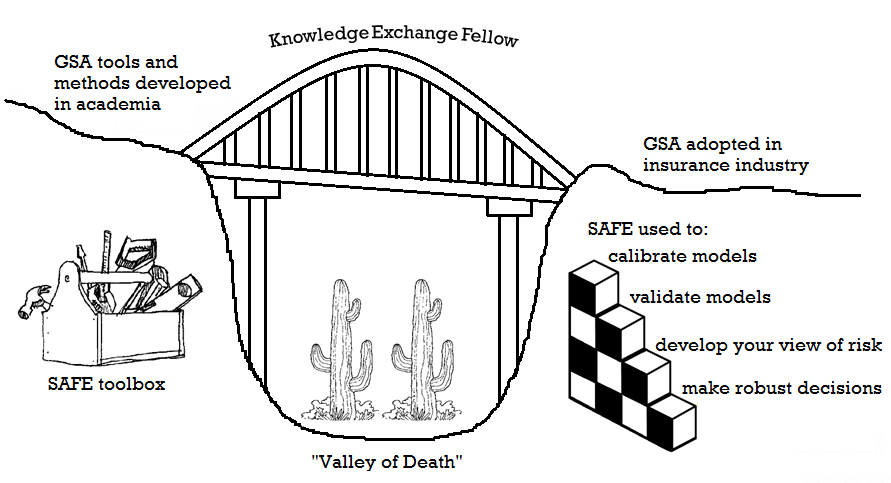 Knowledge Exchange Fellow
GSA tools and
methods developed
in academia
GSA adopted in
insurance industry
SAFE used to:
calibrate models
validate models
develop your view of risk
make robust decisions
SAFE toolbox
"Valley of Death"